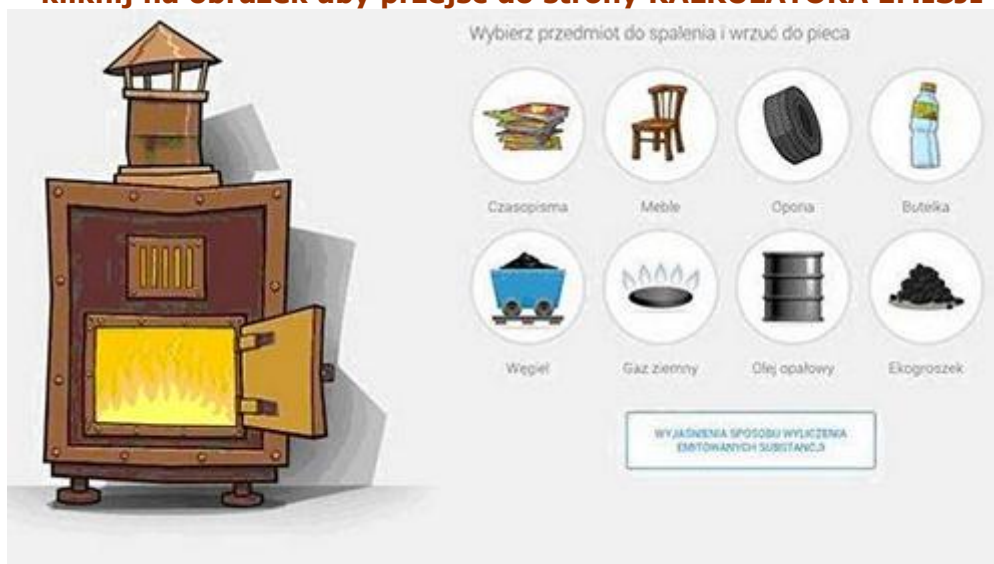 kliknij na obrazek aby przejść do strony KALKULATORA EMISJI
Wybierz przedmiot do spalenia i wrzuć do pieca
Czasopisma Meble Opona Butelka
Węgiel Gaz ziemny Olej opałowy Ekogroszek
WYJAŚNIENIA SPOSOBU WYLICZENIA
EMITOWANYCH SUBSTANCJI